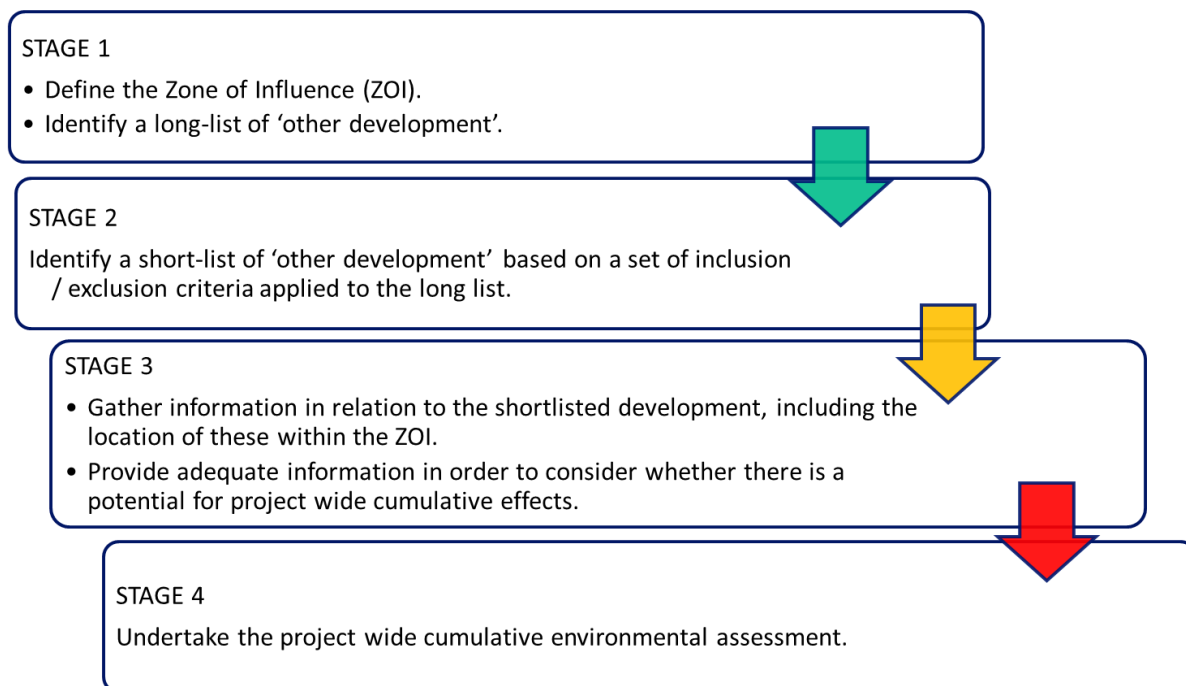 STAGE 1
• Define the Zone of Influence (ZOI).
• Identify a long-list of ‘other development’.
STAGE 2
Identify a short-list of ‘other development’ based on a set of inclusion
/ exclusion criteria applied to the long list.
STAGE 3
• Gather information in relation to the shortlisted development, including the
location of these within the ZOI.
• Provide adequate information in order to consider whether there is a
potential for project wide cumulative effects.
STAGE 4
Undertake the project wide cumulative environmental assessment.